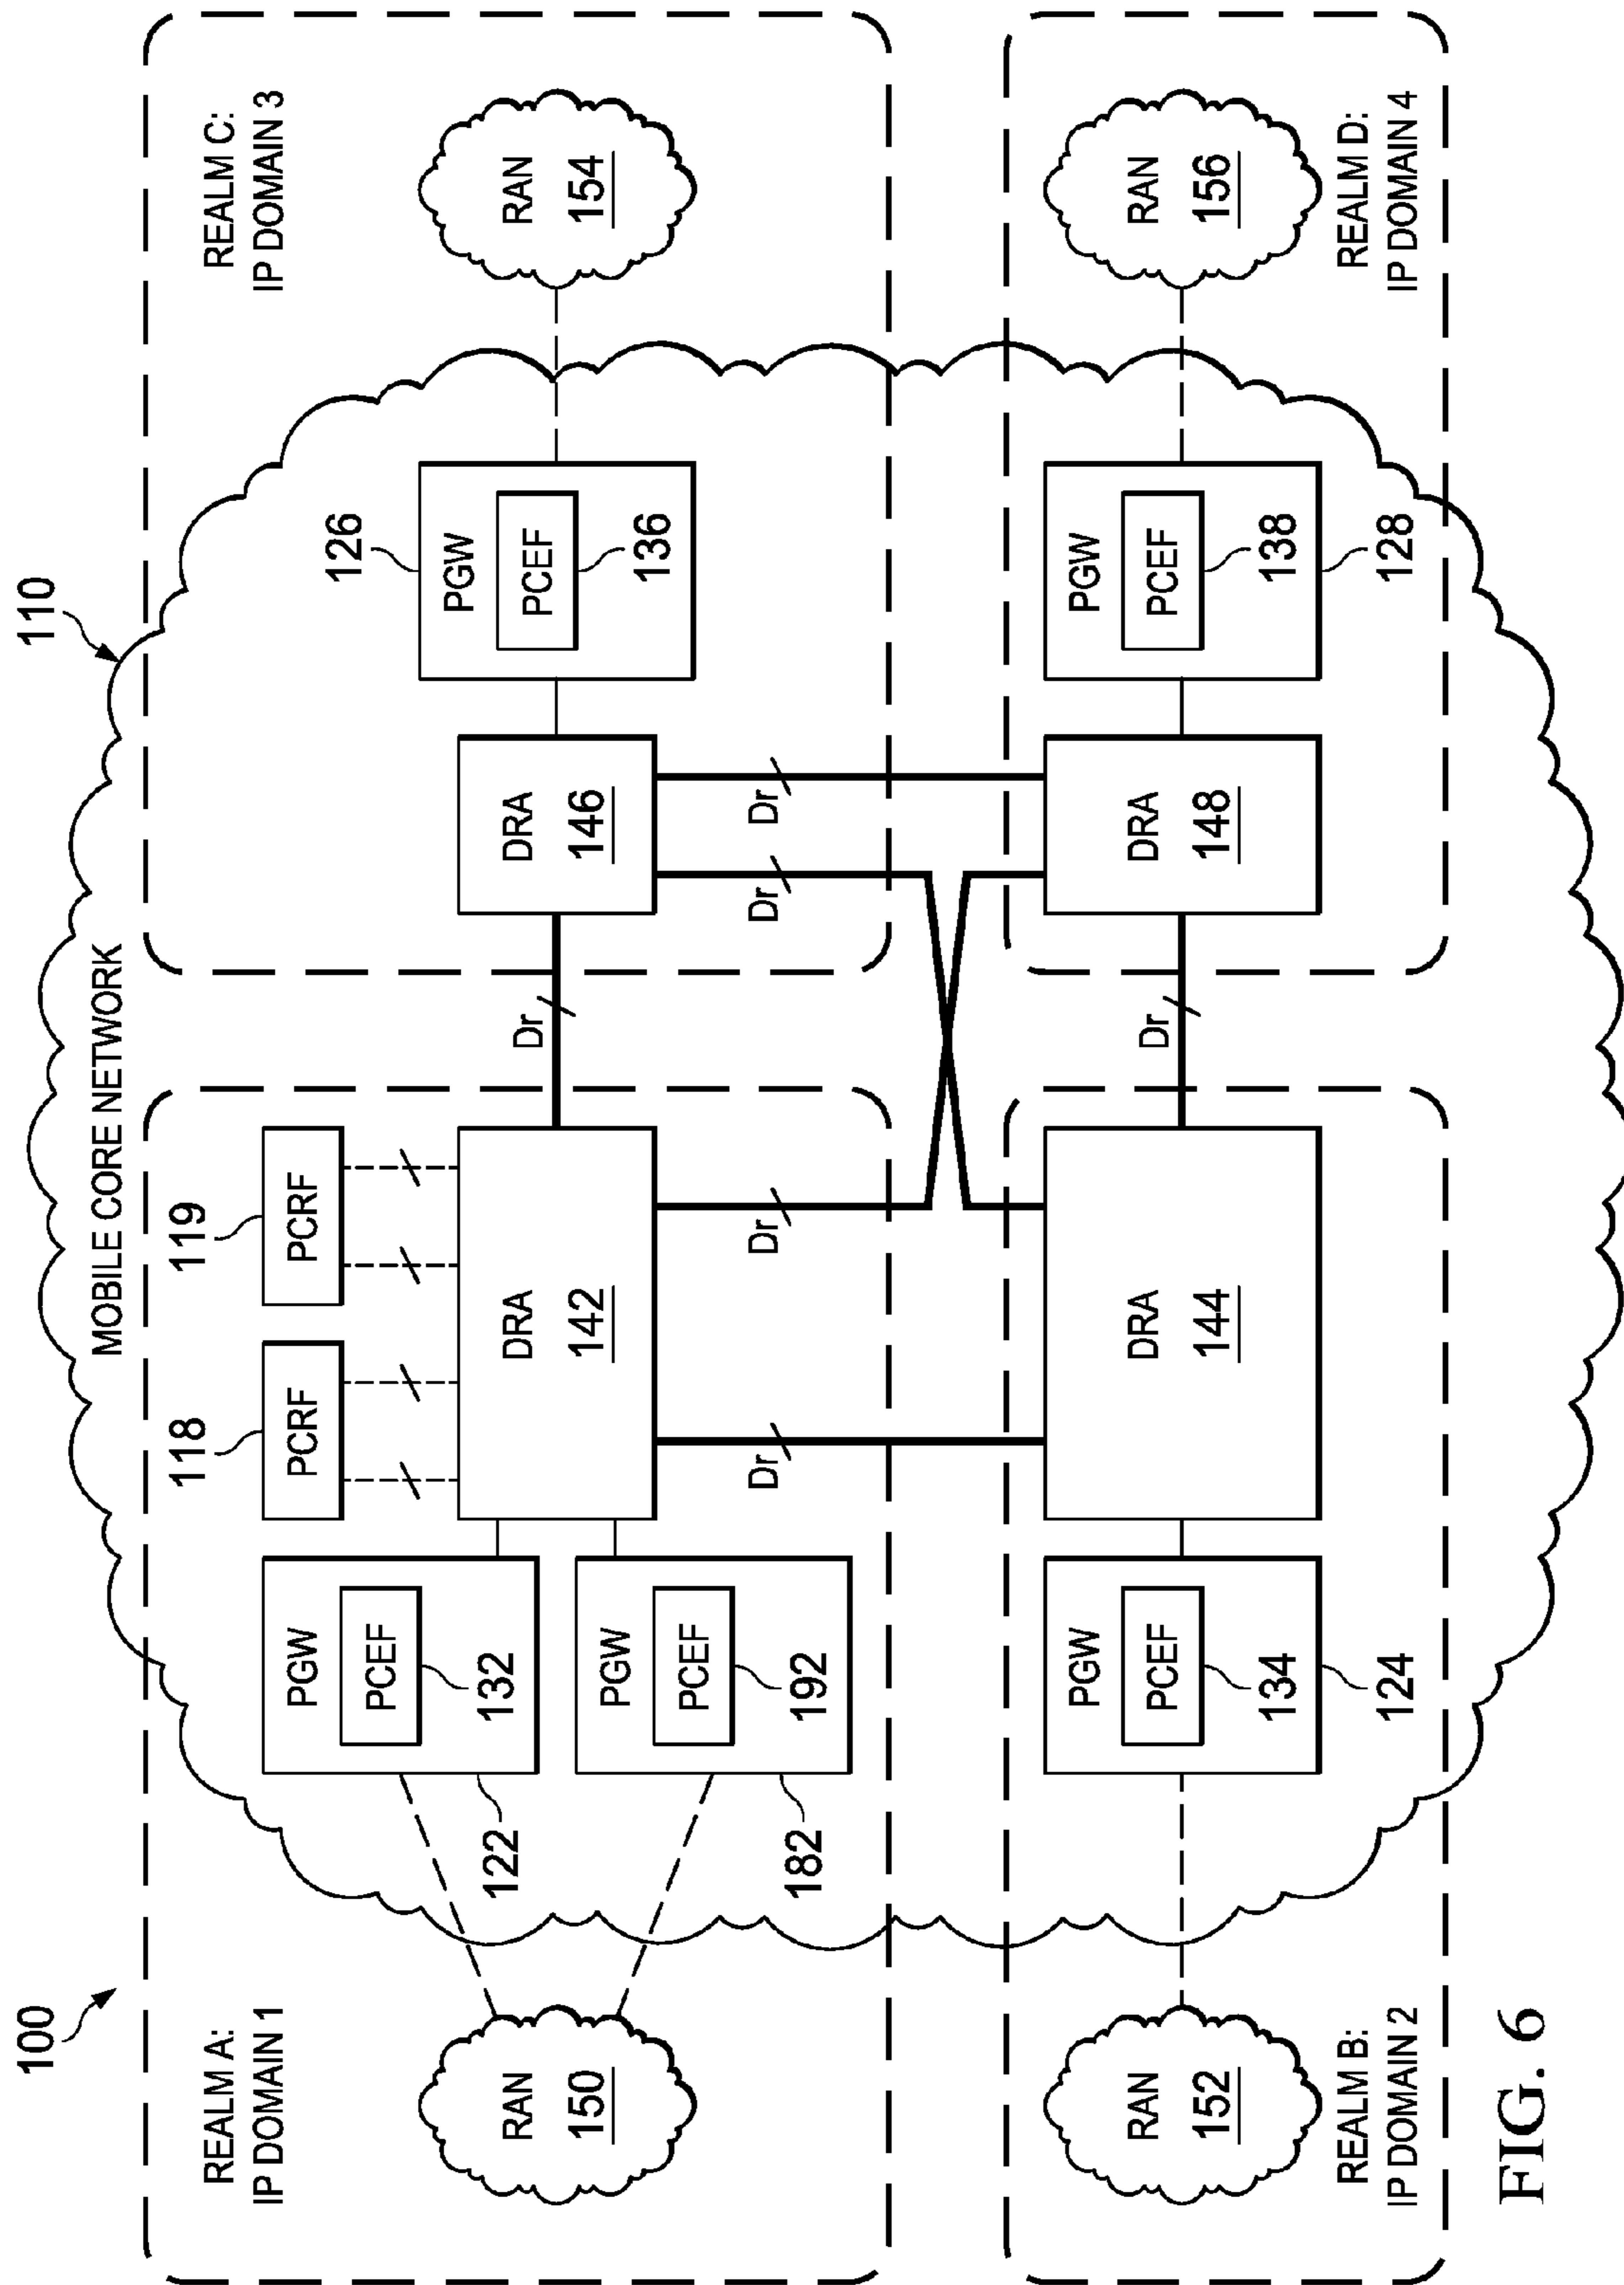 100
110
MOBILE CORE NETWORK
REALM A:
IP DOMAIN 1
REALM C:
IP DOMAIN 3
118
119
PCRF
PCRF
126
PGW
PCEF
132
122
PGW
PCEF
136
RAN
150
DRA
142
Dr
DRA
146
RAN
154
PGW
PCEF
192
182
Dr
Dr
Dr
Dr
RAN
152
PGW
PCEF
134
124
DRA
144
Dr
DRA
148
PGW
PCEF
138
128
RAN
156
REALM B:
IP DOMAIN 2
REALM D:
IP DOMAIN 4
FIG. 6